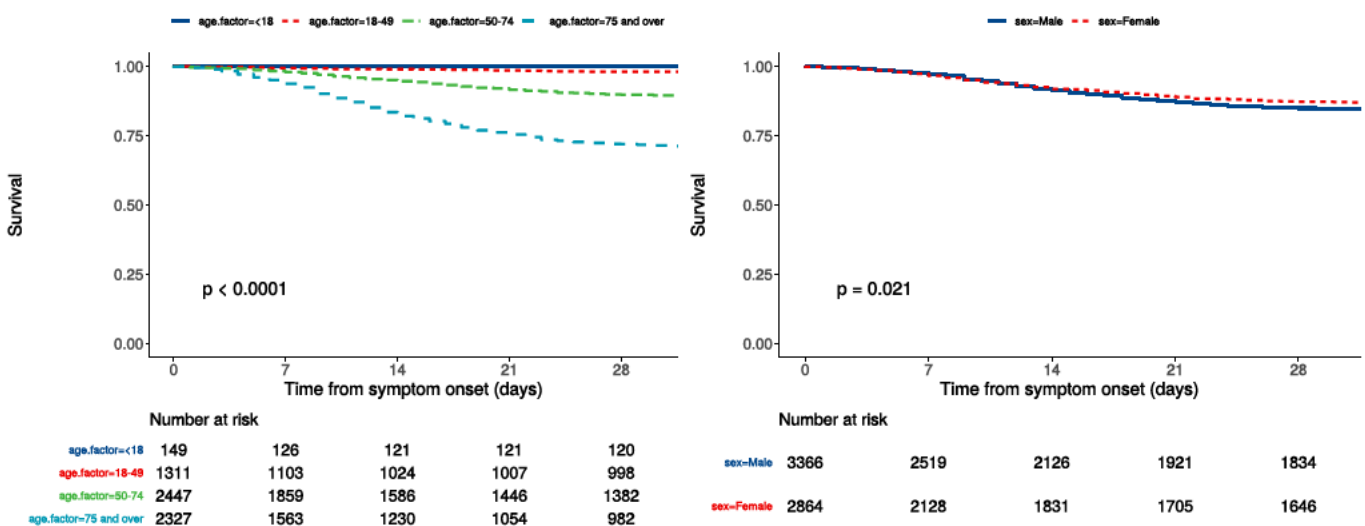 age.factor=<18 age.factor=18-49 age.factor=50-74 age.factor=75 and over
1.00
0.75
0.50
0.25
0.00
Survival
p < 0.0001
0 7 14 21 28
Time from symptom onset (days)
Number at risk
age.factor=<18 149 126 121 121 120
age.factor=18-49 1311 1103 1024 1007 998
age.factor=50-74 2447 1859 1586 1446 1382
age.factor=75 and over 2327 1563 1230 1054 982
sex=Male sex=Female
1.00
0.75
0.50
0.25
0.00
Survival
p = 0.021
0 7 14 21 28
Time from symptom onset (days)
Number at risk
sex=Male 3366 2519 2126 1921 1834
sex=Female 2864 2128 1831 1705 1646